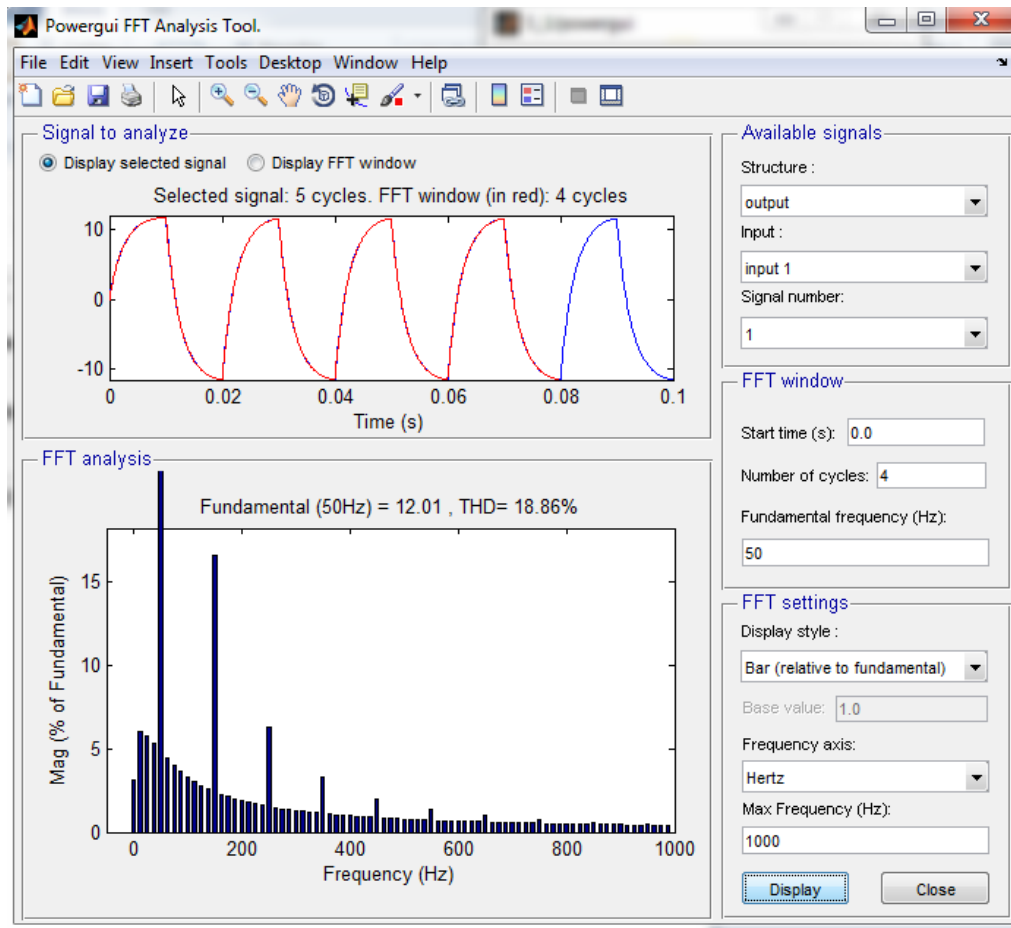 Powergui FFT Analysis Tool.
File Edit View Insert Tools Desktop Window Help
Signal to analyze
Display selected signal
Display FFT window
Selected signal: 5 cycles. FFT window (in red): 4 cycles
10
0
-10
0 0.02 0.04 0.06 0.08 0.1
Time (s)
FFT analysis
Fundamental (50Hz) = 12.01 , THD= 18.86%
15
10
5
0
Mag (% of Fundamental)
0 200 400 600 800 1000
Frequency (Hz)
Available signals
Structure :
output
Input :
input 1
Signal number:
1
FFT window
Start time (s): 0.0
Number of cycles: 4
Fundamental frequency (Hz):
50
FFT settings
Display style :
Bar (relative to fundamental)
Base value: 1.0
Frequency axis:
Hertz
Max Frequency (Hz):
1000
Display
Close